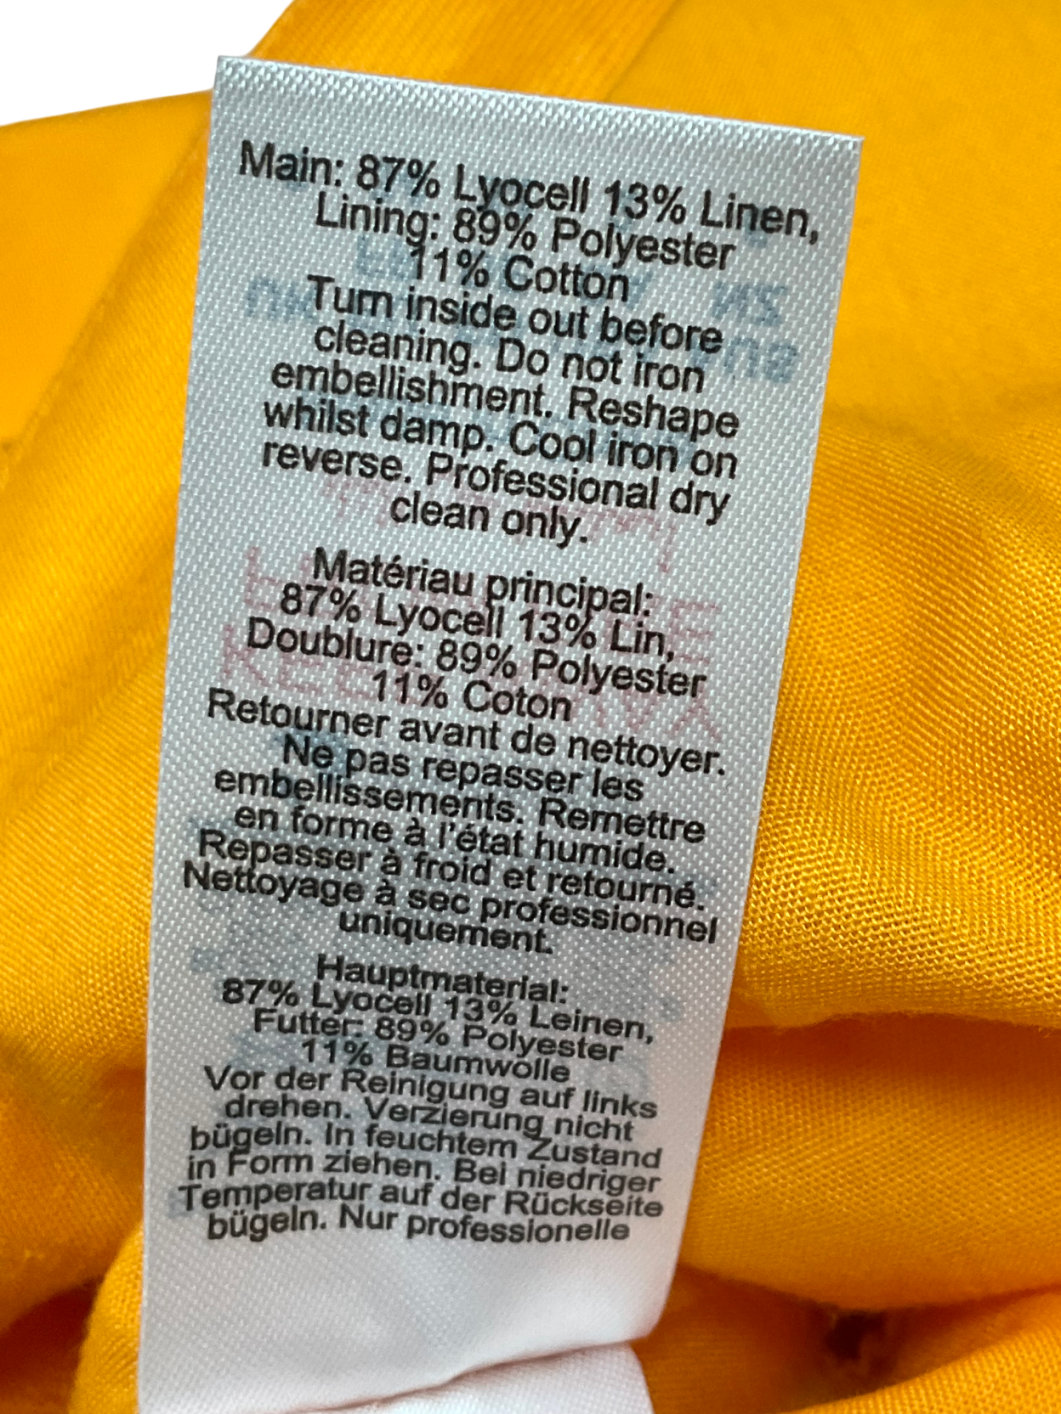 Main: 87% Lyocell 13% Linen,
Lining: 89% Polyester
11% Cotton
Turn inside out before
cleaning. Do not iron
embellishment. Reshape
whilst damp. Cool iron on
reverse. Professional dry
clean only.
Matériau principal:
87% Lyocell 13% Lin,
Doublure: 89% Polyester
11% Coton
Retourner avant de nettoyer.
Ne pas repasser les
embellissements. Remettre
en forme à l'état humide.
Repasser à froid et retourné.
Nettoyage à sec professionnel
uniquement.
Hauptmaterial:
87% Lyocell 13% Leinen,
Futter: 89% Polyester
11% Baumwolle
Vor der Reinigung auf links
drehen. Verzierung nicht
bügeln. In feuchtem Zustand
in Form ziehen. Bei niedriger
Temperatur auf der Rückseite
bügeln. Nur professionelle